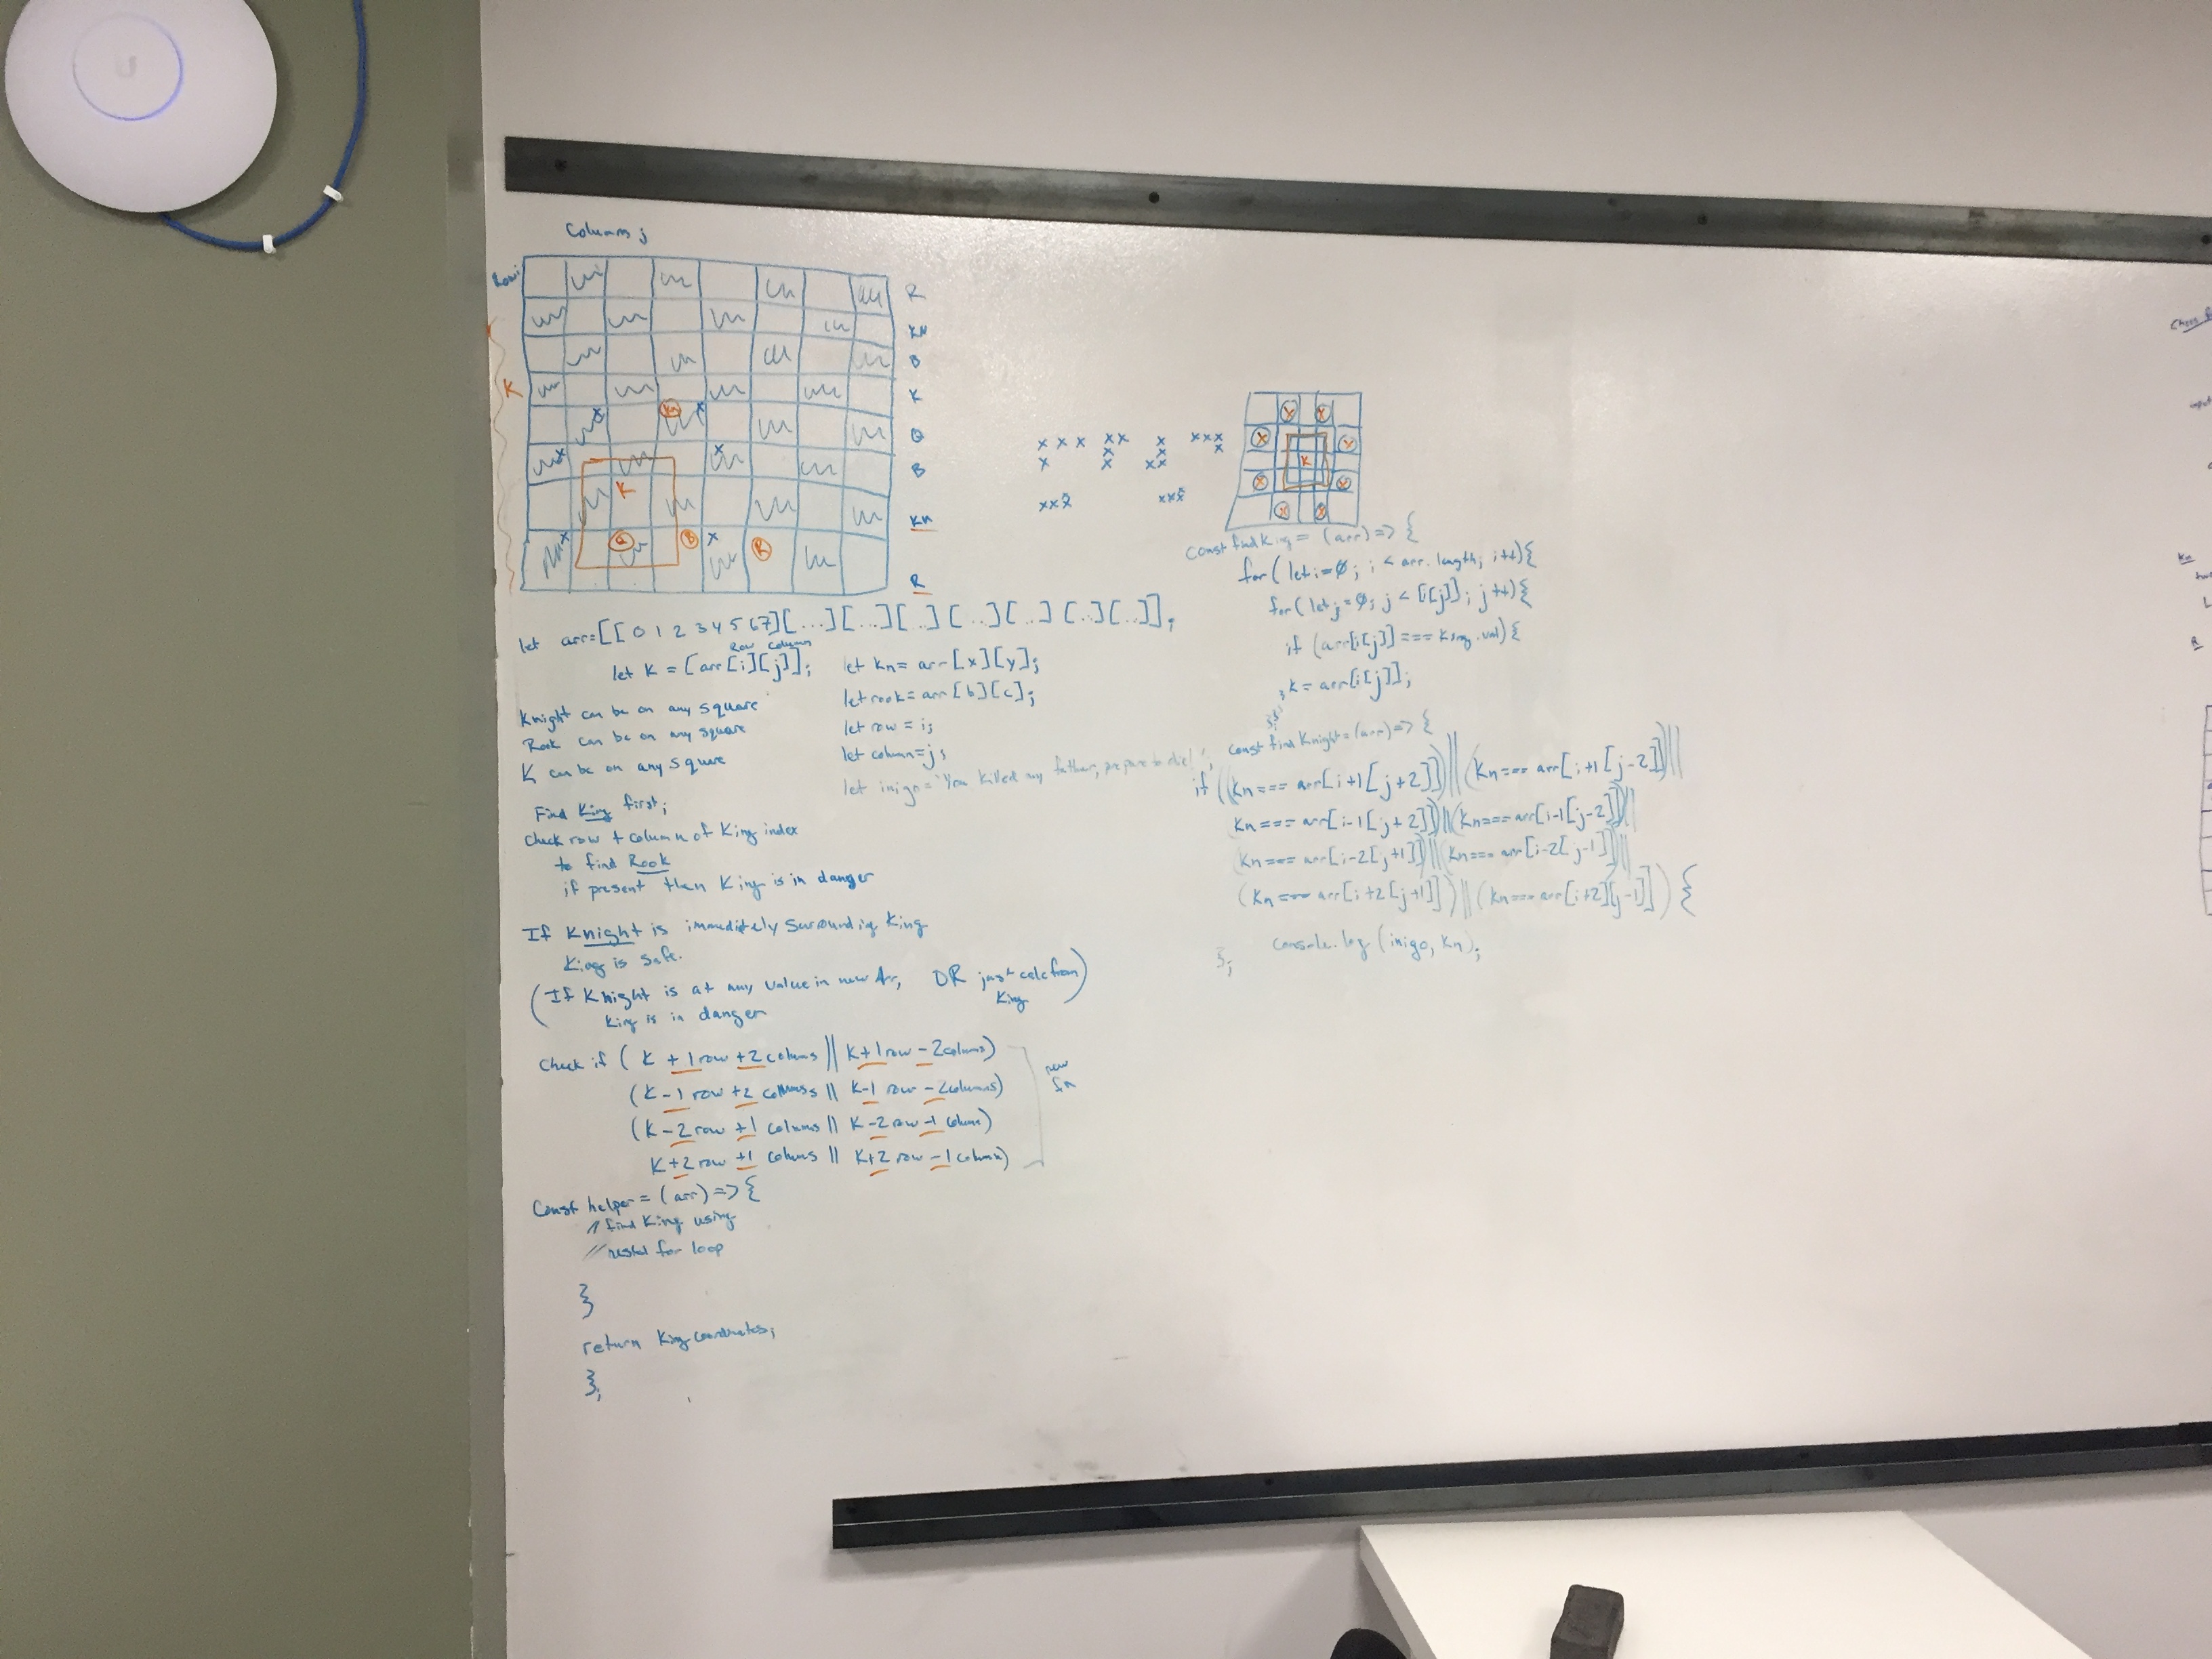 Columns j
Row i
R
KN
B
K
K
Q
B
Kn
R
Kn
K
Q
B
R
let arr=[[0 1 2 3 4 5 6 7][...][...][..][...][..][..][..]];
Row column
let K = [arr[i][j]];
let kn = arr[x][y];
let rook = arr[b][c];
let row = i;
let column=j;
let inigo = "You killed my father, prepare to die!";
Knight can be on any square
Rook can be on any square
K can be on any square
Find King first;
Check row + column of King index
to find Rook
if present then King is in danger
If Knight is immeditely surroundig King
King is safe.
(If Knight is at any value in new Arr, OR just calc from King)
King is in danger
Check if ( K +1 row +2 colums || K+1 row -2 colums)
(K -1 row +2 collumss || K-1 row -2 columns)
(K -2 row +1 colums || K -2 row -1 colum)
K+2 row +1 colums || K+2 row -1 column)
new
fn
Const helper = (arr) => {
// find King using
// nested for loop
}
return King coordinates;
};
x x x
x
x x
x
x
x
x
x x
x x x
x
x x x
x x x
X X
X X
K
X X
X X
Const findKing = (arr) => {
for (let i=0; i < arr.length; i++){
for (let j=0; j < [i[j]]; j++){
if (arr[i[j]] === King.val){
K = arr[i[j]];
const findKnight = (arr) => {
if ((Kn === arr[i+1[j+2]]) || (Kn === arr[i+1[j-2]]) ||
Kn === arr[i-1[j+2]]) || (Kn === arr[i-1[j-2]]) ||
(Kn === arr[i-2[j+1]]) || (Kn === arr[i-2[j-1]]) ||
(Kn === arr[i+2[j+1]]) || (Kn === arr[i+2][j-1]]) {
console.log (inigo, Kn);
};
Chess
Kn
R